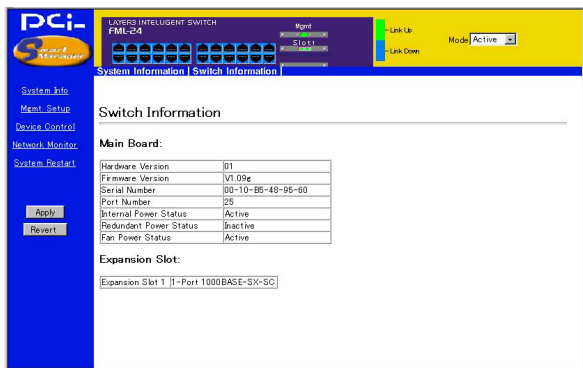 PCi-
Smart
Manager
LAYER3 INTELLIGENT SWITCH
FML-24
Mgmt
Slot1
Link Up
Link Down
Mode Active
System Information | Switch Information |
System Info
Mgmt. Setup
Device Control
Network Monitor
System Restart
Apply
Revert
Switch Information
Main Board:
Hardware Version 01
Firmware Version V1.09g
Serial Number 00-10-B5-48-95-60
Port Number 25
Internal Power Status Active
Redundant Power Status Inactive
Fan Power Status Active
Expansion Slot:
Expansion Slot 1 1-Port 1000BASE-SX-SC